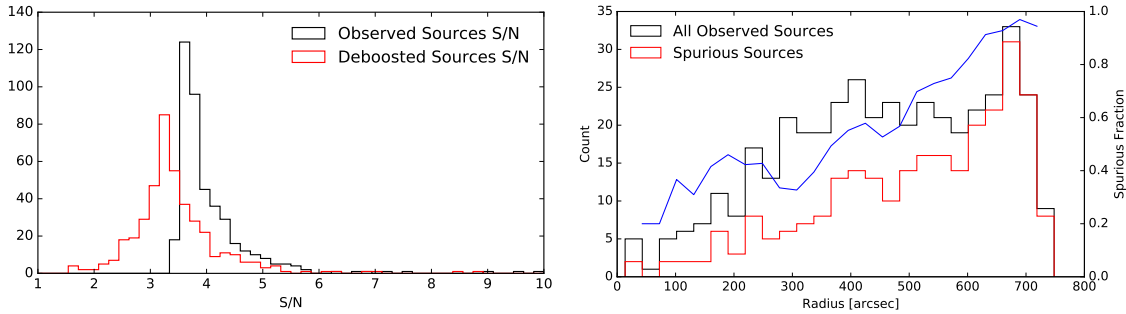 140
120
100
80
60
40
20
0
1 2 3 4 5 6 7 8 9 10
S/N
Observed Sources S/N
Deboosted Sources S/N
35
30
25
20
15
10
5
0
Count
0 100 200 300 400 500 600 700 800
Radius [arcsec]
All Observed Sources
Spurious Sources
1.0
0.8
0.6
0.4
0.2
0.0
Spurious Fraction